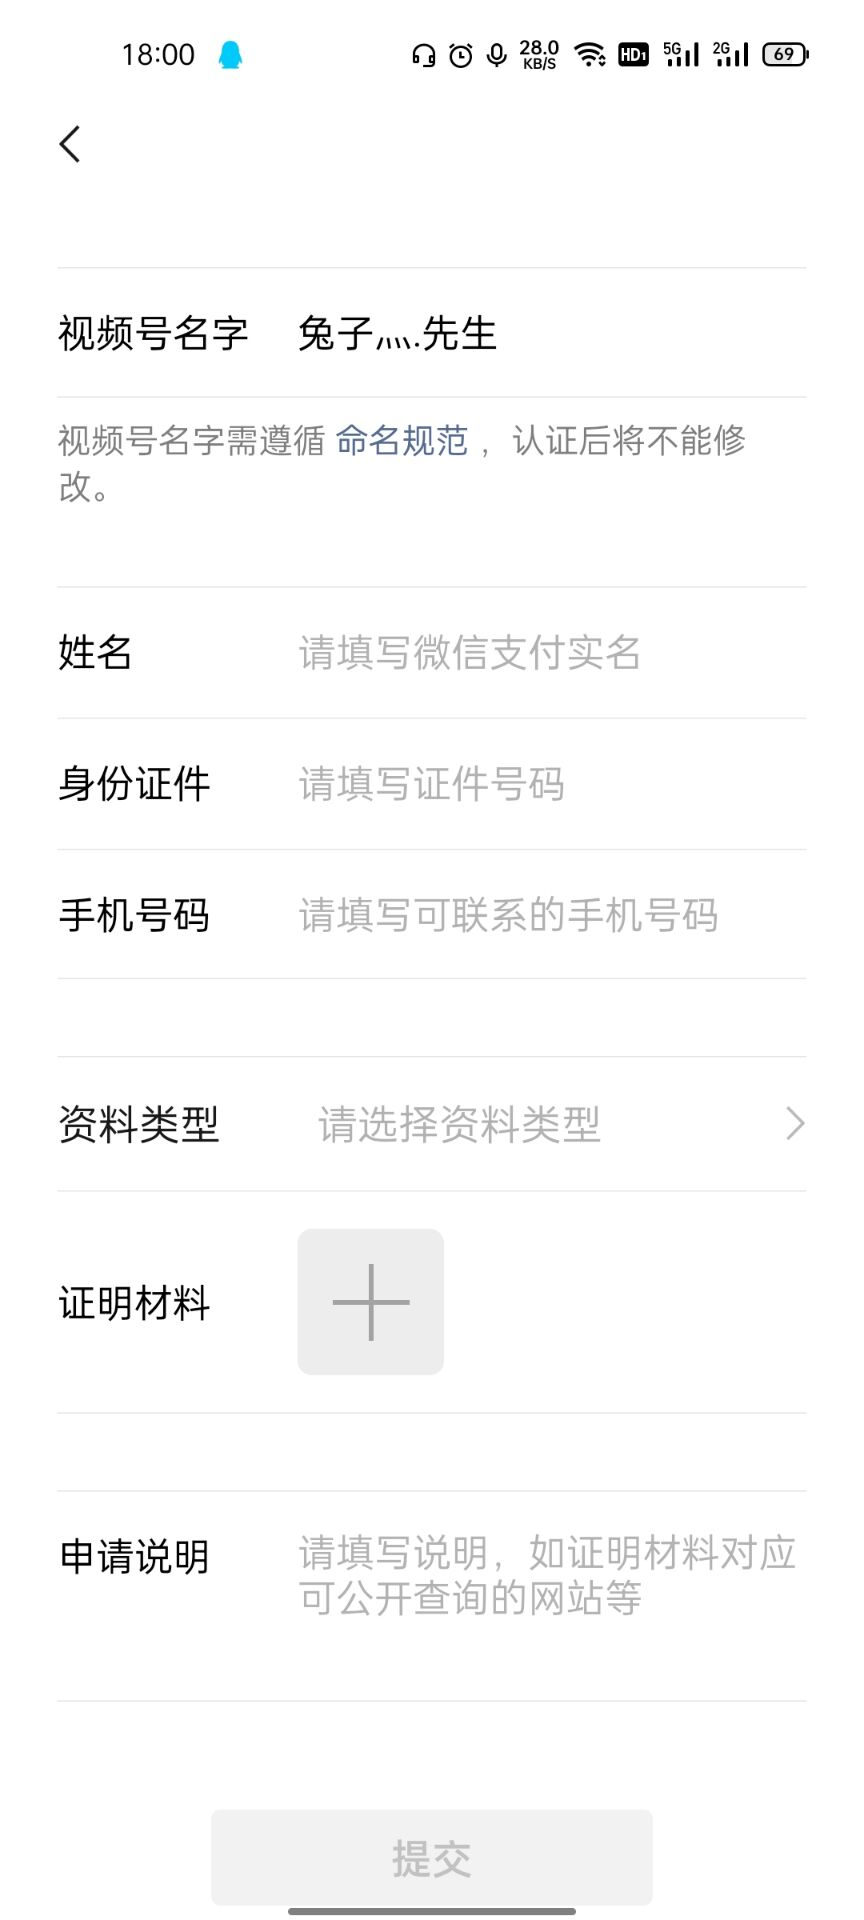 18:00 28.0 KB/S HD1 5G 2G 69
视频号名字 兔子灬.先生
视频号名字需遵循 命名规范 ，认证后将不能修
改。
姓名 请填写微信支付实名
身份证件 请填写证件号码
手机号码 请填写可联系的手机号码
资料类型 请选择资料类型
证明材料
申请说明 请填写说明，如证明材料对应
可公开查询的网站等
提交